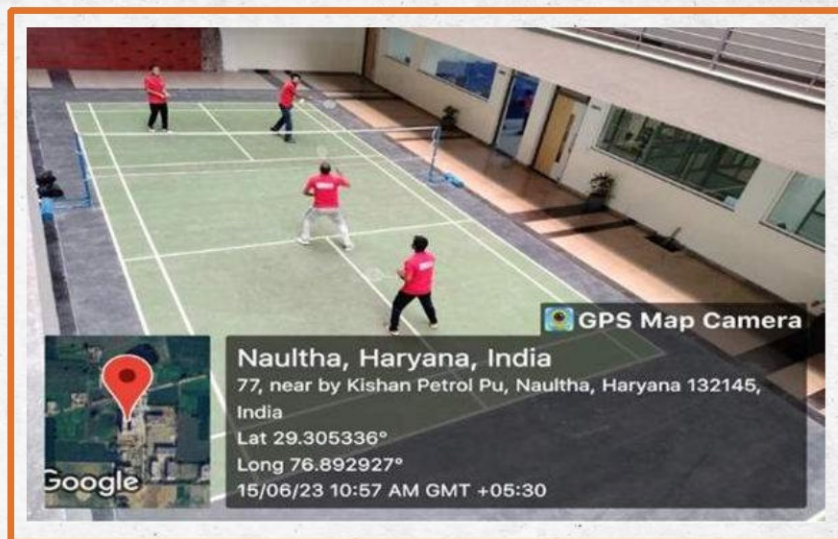 GPS Map Camera
Naultha, Haryana, India
77, near by Kishan Petrol Pu, Naultha, Haryana 132145,
India
Lat 29.305336°
Long 76.892927°
15/06/23 10:57 AM GMT +05:30
Google